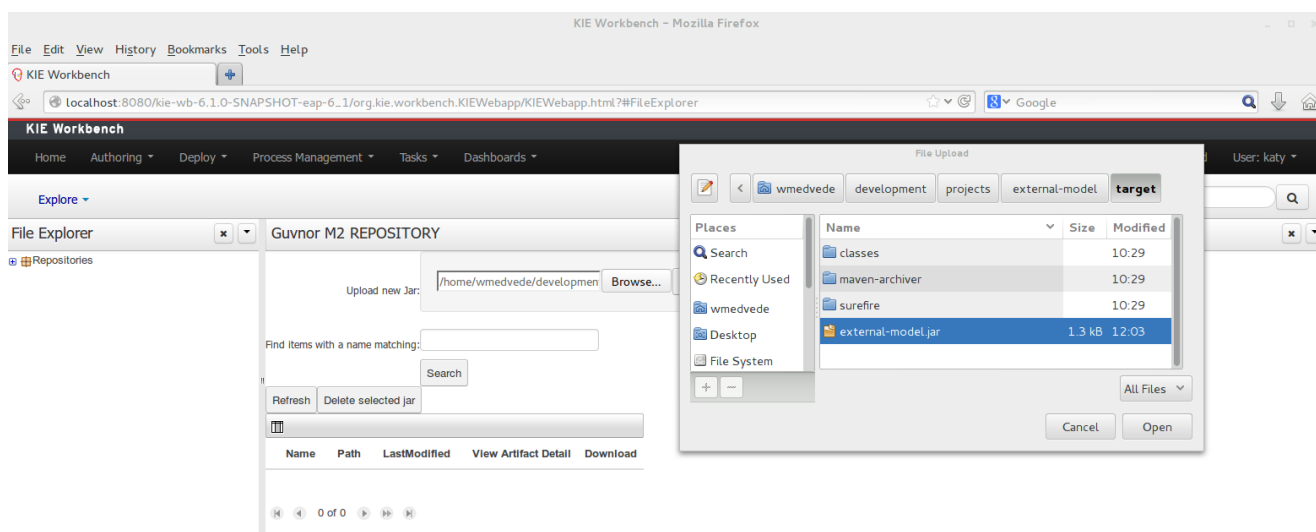 KIE Workbench - Mozilla Firefox
File Edit View History Bookmarks Tools Help
KIE Workbench
localhost:8080/kie-wb-6.1.0-SNAPSHOT-eap-6_1/org.kie.workbench.KIEWebapp/KIEWebapp.html?#FileExplorer
Google
KIE Workbench
Home Authoring Deploy Process Management Tasks Dashboards
User: katy
Explore
File Explorer
Repositories
Guvnor M2 REPOSITORY
Upload new Jar: /home/wmedvede/developmen Browse...
Find items with a name matching:
Search
Refresh Delete selected jar
Name Path LastModified View Artifact Detail Download
0 of 0
File Upload
wmedvede development projects external-model target
Places
Search
Recently Used
wmedvede
Desktop
File System
Name Size Modified
classes 10:29
maven-archiver 10:29
surefire 10:29
external-model.jar 1.3 kB 12:03
All Files
Cancel Open